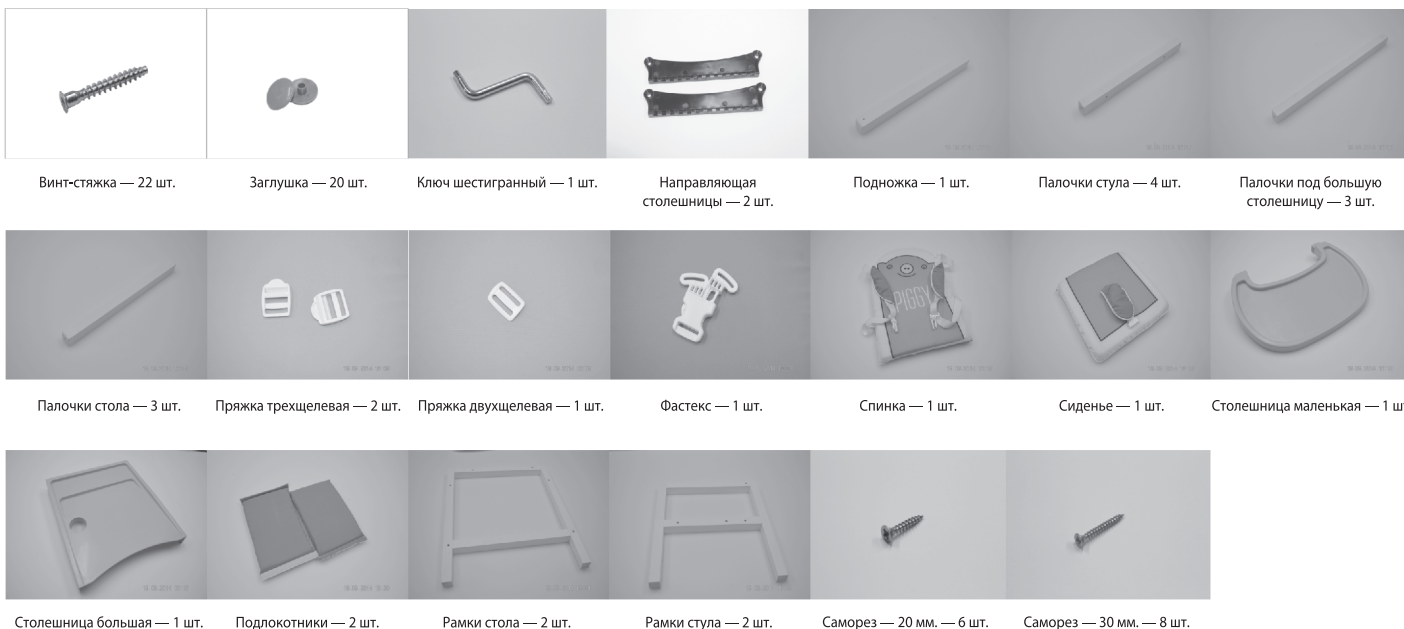 Винт-стяжка — 22 шт.
Заглушка — 20 шт.
Ключ шестигранный — 1 шт.
Направляющая
столешницы — 2 шт.
Подножка — 1 шт.
Палочки стула — 4 шт.
Палочки под большую
столешницу — 3 шт.
PIGGY
Палочки стола — 3 шт.
Пряжка трехщелевая — 2 шт.
Пряжка двухщелевая — 1 шт.
Фастекс — 1 шт.
Спинка — 1 шт.
Сиденье — 1 шт.
Столешница маленькая — 1 шт
Столешница большая — 1 шт.
Подлокотники — 2 шт.
Рамки стола — 2 шт.
Рамки стула — 2 шт.
Саморез — 20 мм. — 6 шт.
Саморез — 30 мм. — 8 шт.